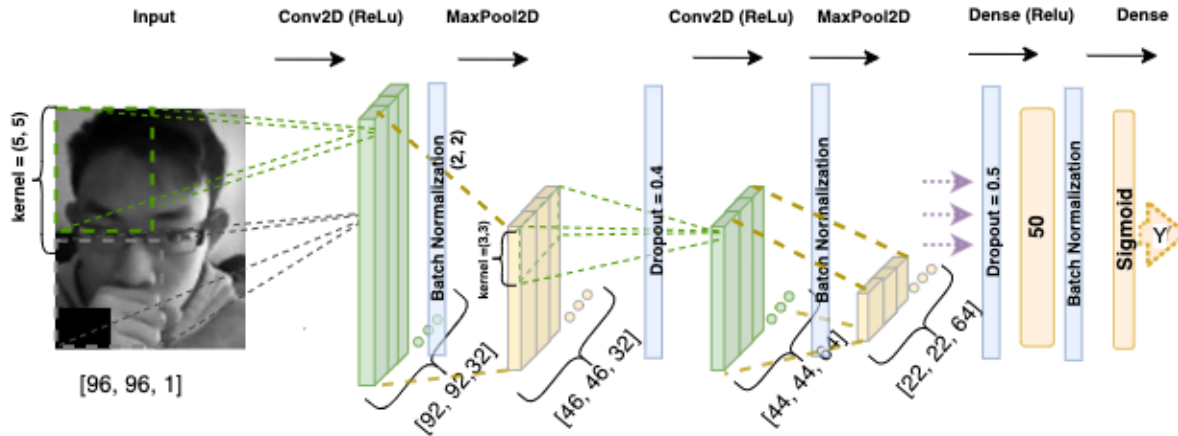 Input
Conv2D (ReLu)
MaxPool2D
Conv2D (ReLu)
MaxPool2D
Dense (Relu)
Dense
kernel = (5, 5)
[96, 96, 1]
Batch Normalization
(2, 2)
[92, 92,32]
kernel =[3,3)
[46, 46, 32]
Dropout = 0.4
[44, 44, 64]
Batch Normalization
[22, 22, 64]
Dropout = 0.5
50
Batch Normalization
Sigmoid
Y'